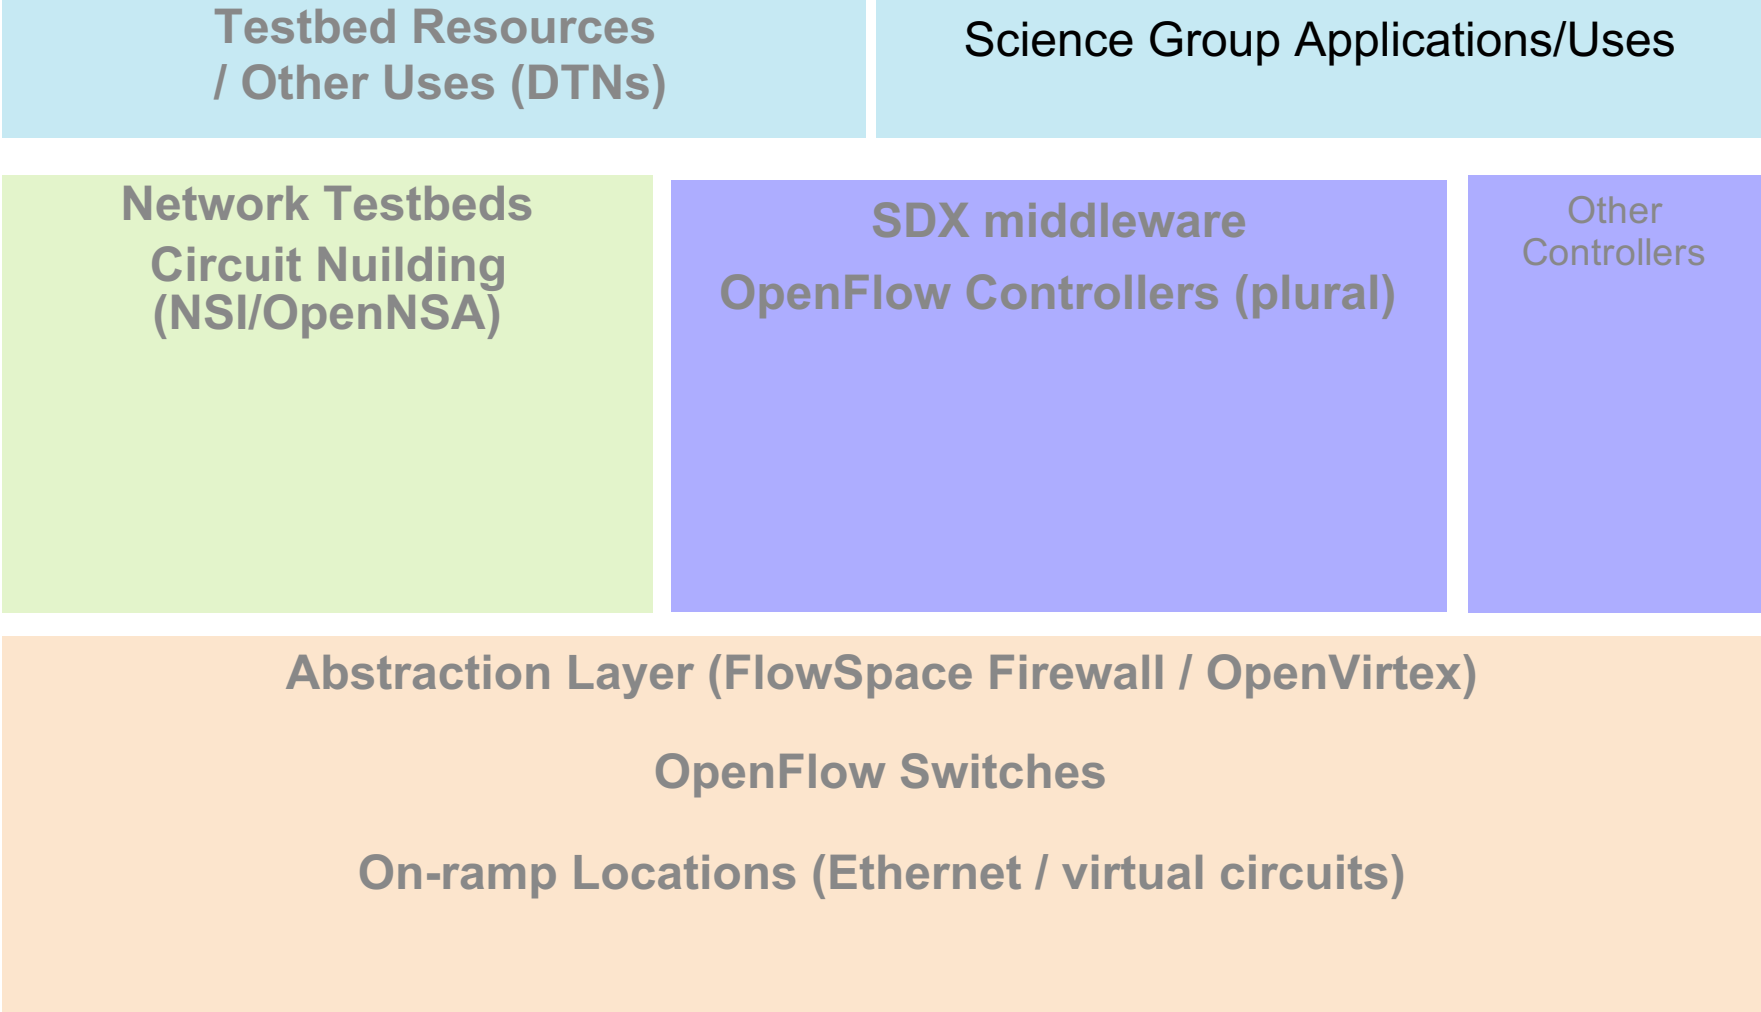 Testbed Resources
/ Other Uses (DTNs)
Science Group Applications/Uses
Network Testbeds
Circuit Nuilding
(NSI/OpenNSA)
SDX middleware
OpenFlow Controllers (plural)
Other
Controllers
Abstraction Layer (FlowSpace Firewall / OpenVirtex)
OpenFlow Switches
On-ramp Locations (Ethernet / virtual circuits)